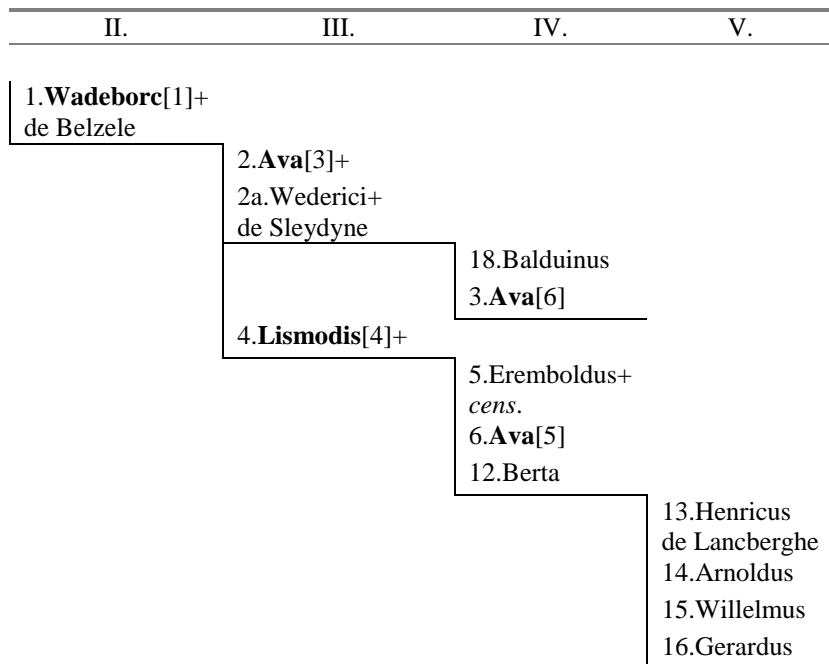 II. III. IV. V.
1.Wadeborc[1]+
de Belzele
2.Ava[3]+
2a.Wederici+
de Sleydyne
18.Balduinus
3.Ava[6]
4.Lismodis[4]+
5.Eremboldus+
cens.
6.Ava[5]
12.Berta
13.Henricus
de Lancberghe
14.Arnoldus
15.Willelmus
16.Gerardus